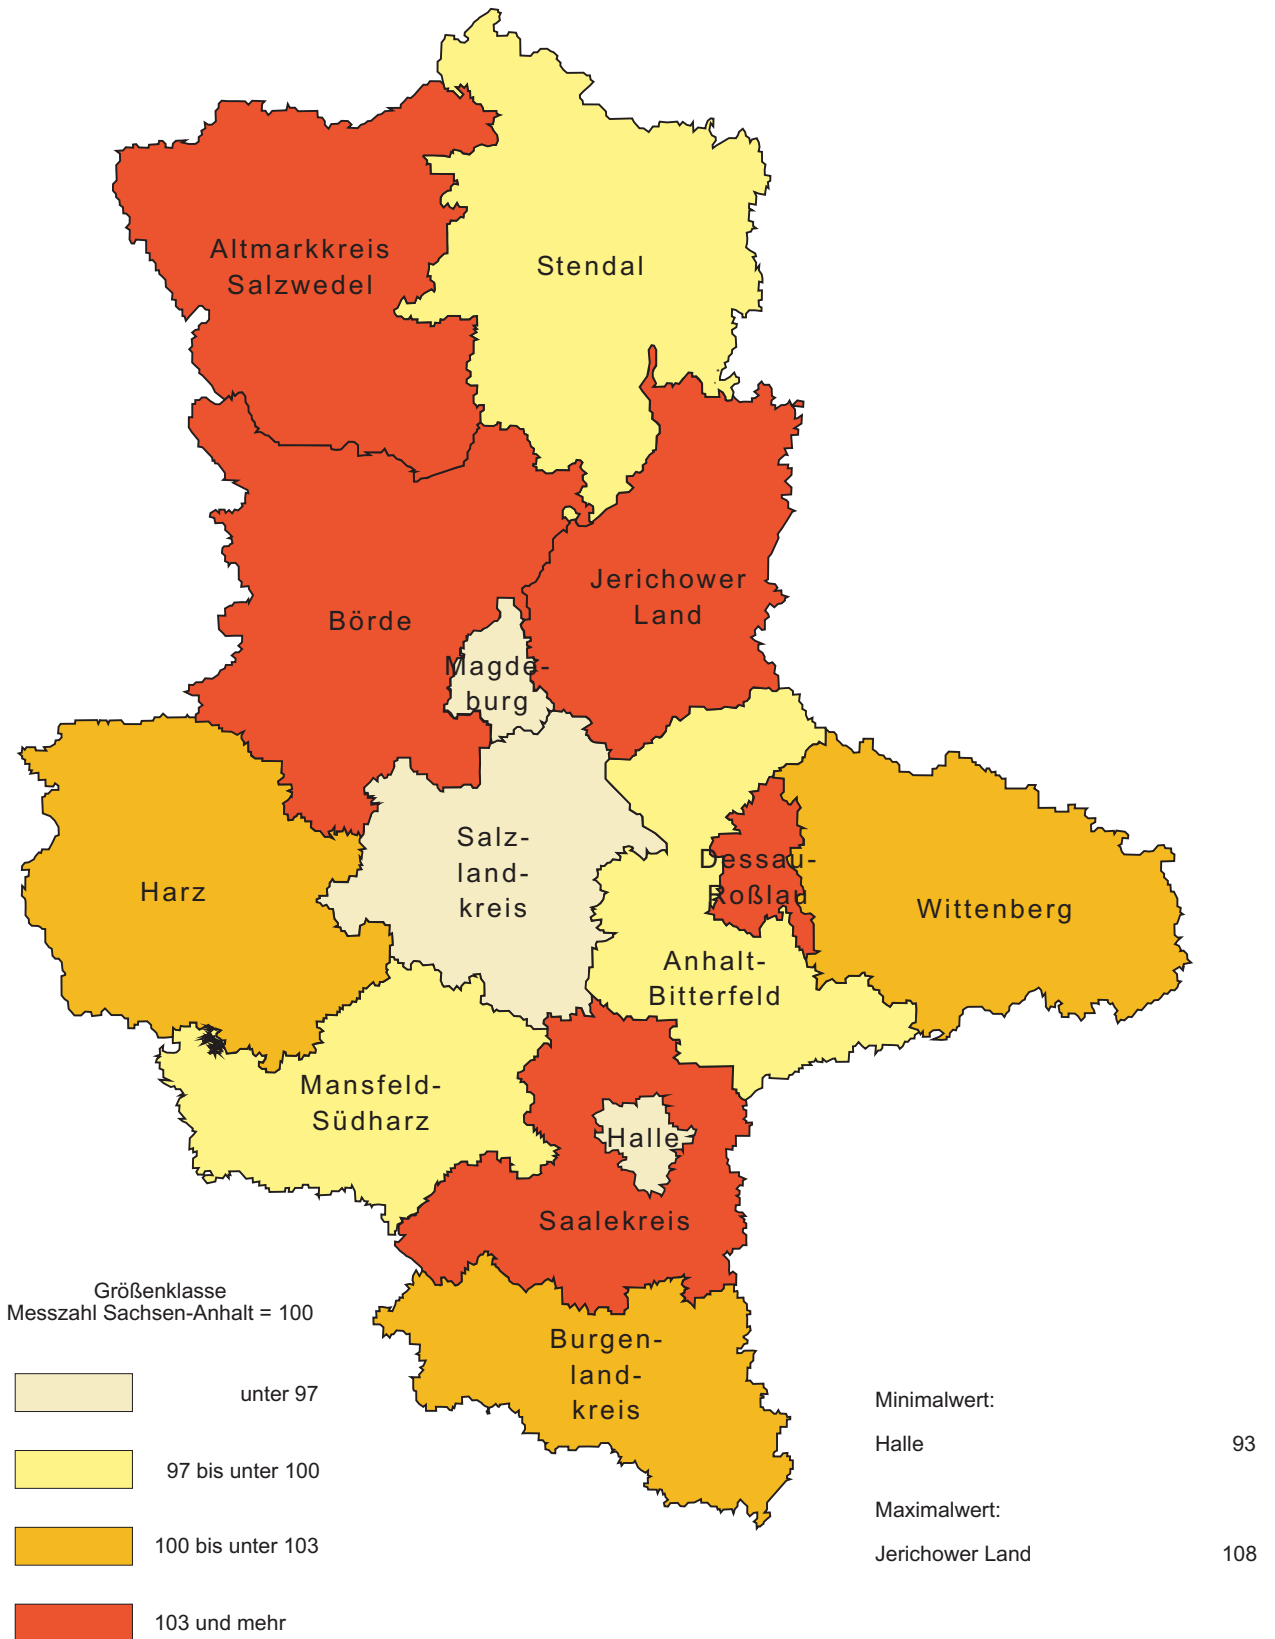 Altmarkkreis
Salzwedel
Stendal
Jerichower
Land
Börde
Magde-
burg
Salz-
land-
kreis
Harz
Dessau-
Roßlau
Wittenberg
Anhalt-
Bitterfeld
Mansfeld-
Südharz
Halle
Saalekreis
Burgen-
land-
kreis
Größenklasse
Messzahl Sachsen-Anhalt = 100
unter 97
97 bis unter 100
100 bis unter 103
103 und mehr
Minimalwert:
Halle 93
Maximalwert:
Jerichower Land 108